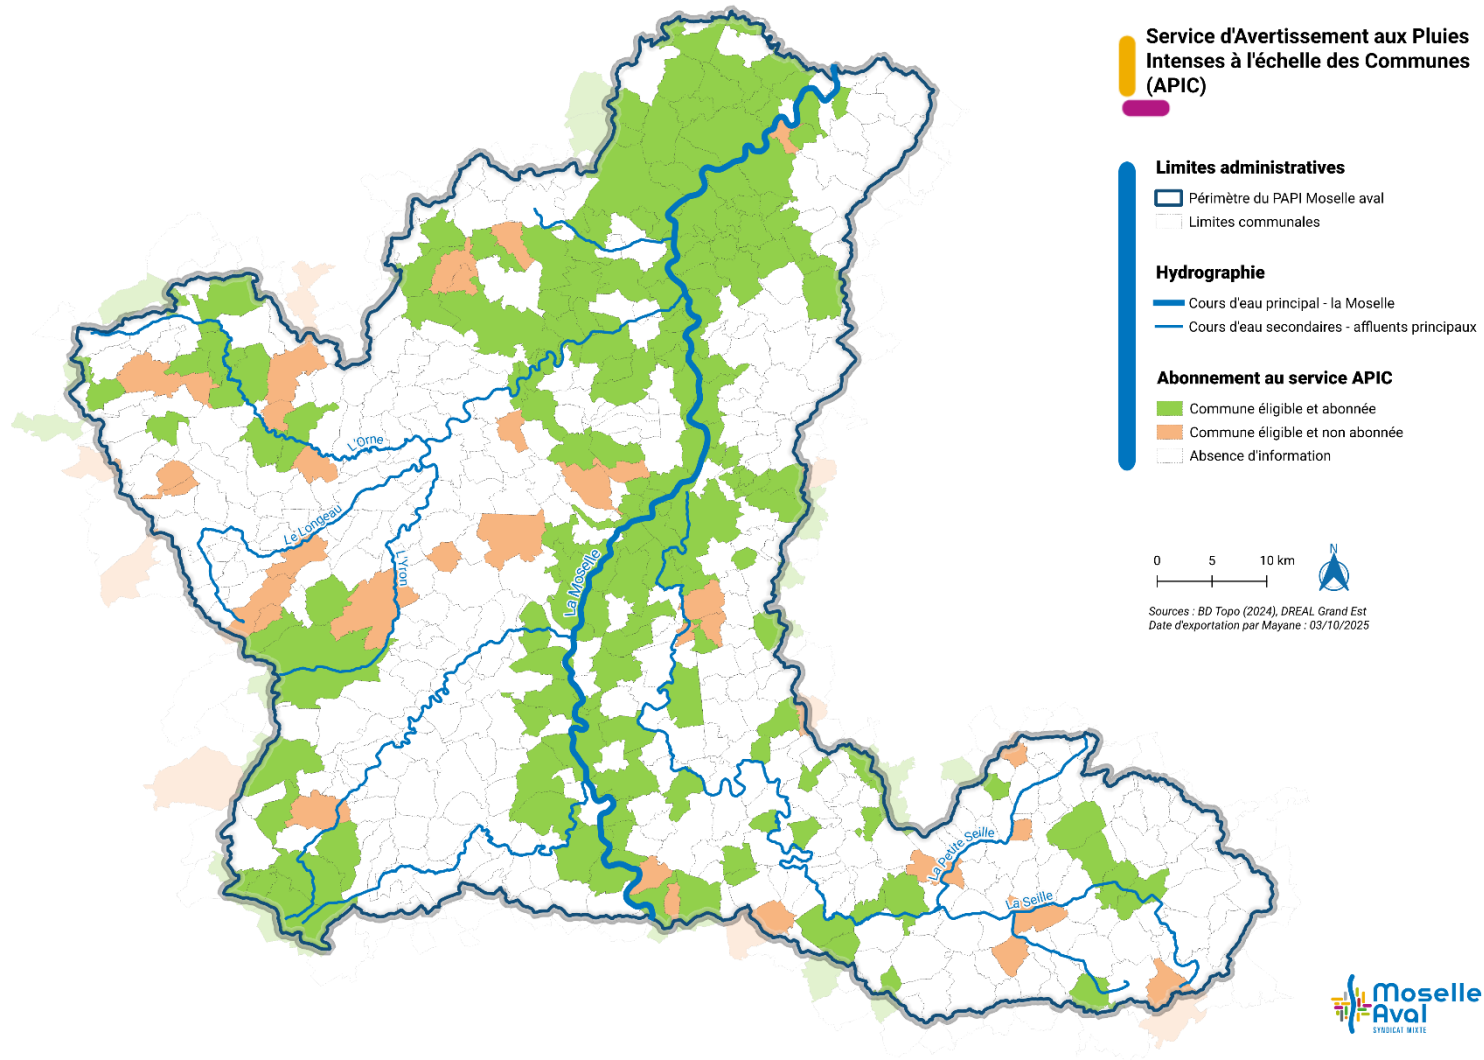 Service d'Avertissement aux Pluies
Intenses à l'échelle des Communes
(APIC)
Limites administratives
Périmètre du PAPI Moselle aval
Limites communales
Hydrographie
Cours d'eau principal - la Moselle
Cours d'eau secondaires - affluents principaux
Abonnement au service APIC
Commune éligible et abonnée
Commune éligible et non abonnée
Absence d'information
0 5 10 km
N
Sources : BD Topo (2024), DREAL Grand Est
Date d'exportation par Mayane : 03/10/2025
L'Orne
Le Longeau
L'Yron
La Moselle
La Petite Seille
La Seille
Moselle
Aval
SYNDICAT MIXTE